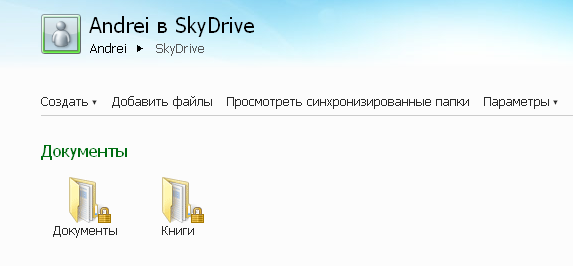 Andrei в SkyDrive
Andrei ▶ SkyDrive
Создать ▾ Добавить файлы Просмотреть синхронизированные папки Параметры ▾
Документы
Документы Книги